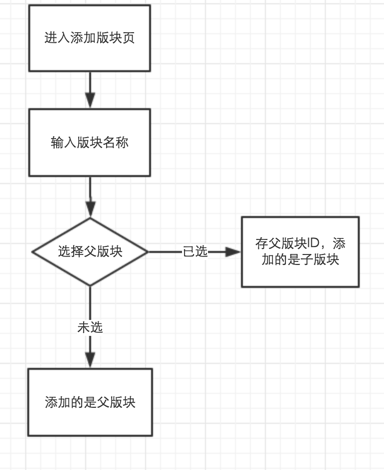 进入添加版块页
输入版块名称
选择父版块
已选
存父版块ID，添
加的是子版块
未选
添加的是父版块